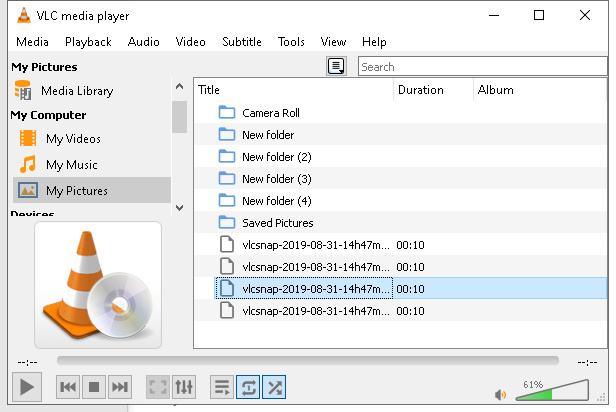 VLC media player
Media Playback Audio Video Subtitle Tools View Help
My Pictures
Search
Media Library
My Computer
My Videos
My Music
My Pictures
Devices
Title Duration Album
Camera Roll
New folder
New folder (2)
New folder (3)
New folder (4)
Saved Pictures
vlcsnap-2019-08-31-14h47m... 00:10
vlcsnap-2019-08-31-14h47m... 00:10
vlcsnap-2019-08-31-14h47m... 00:10
vlcsnap-2019-08-31-14h47m... 00:10
--:-- --:--
61%